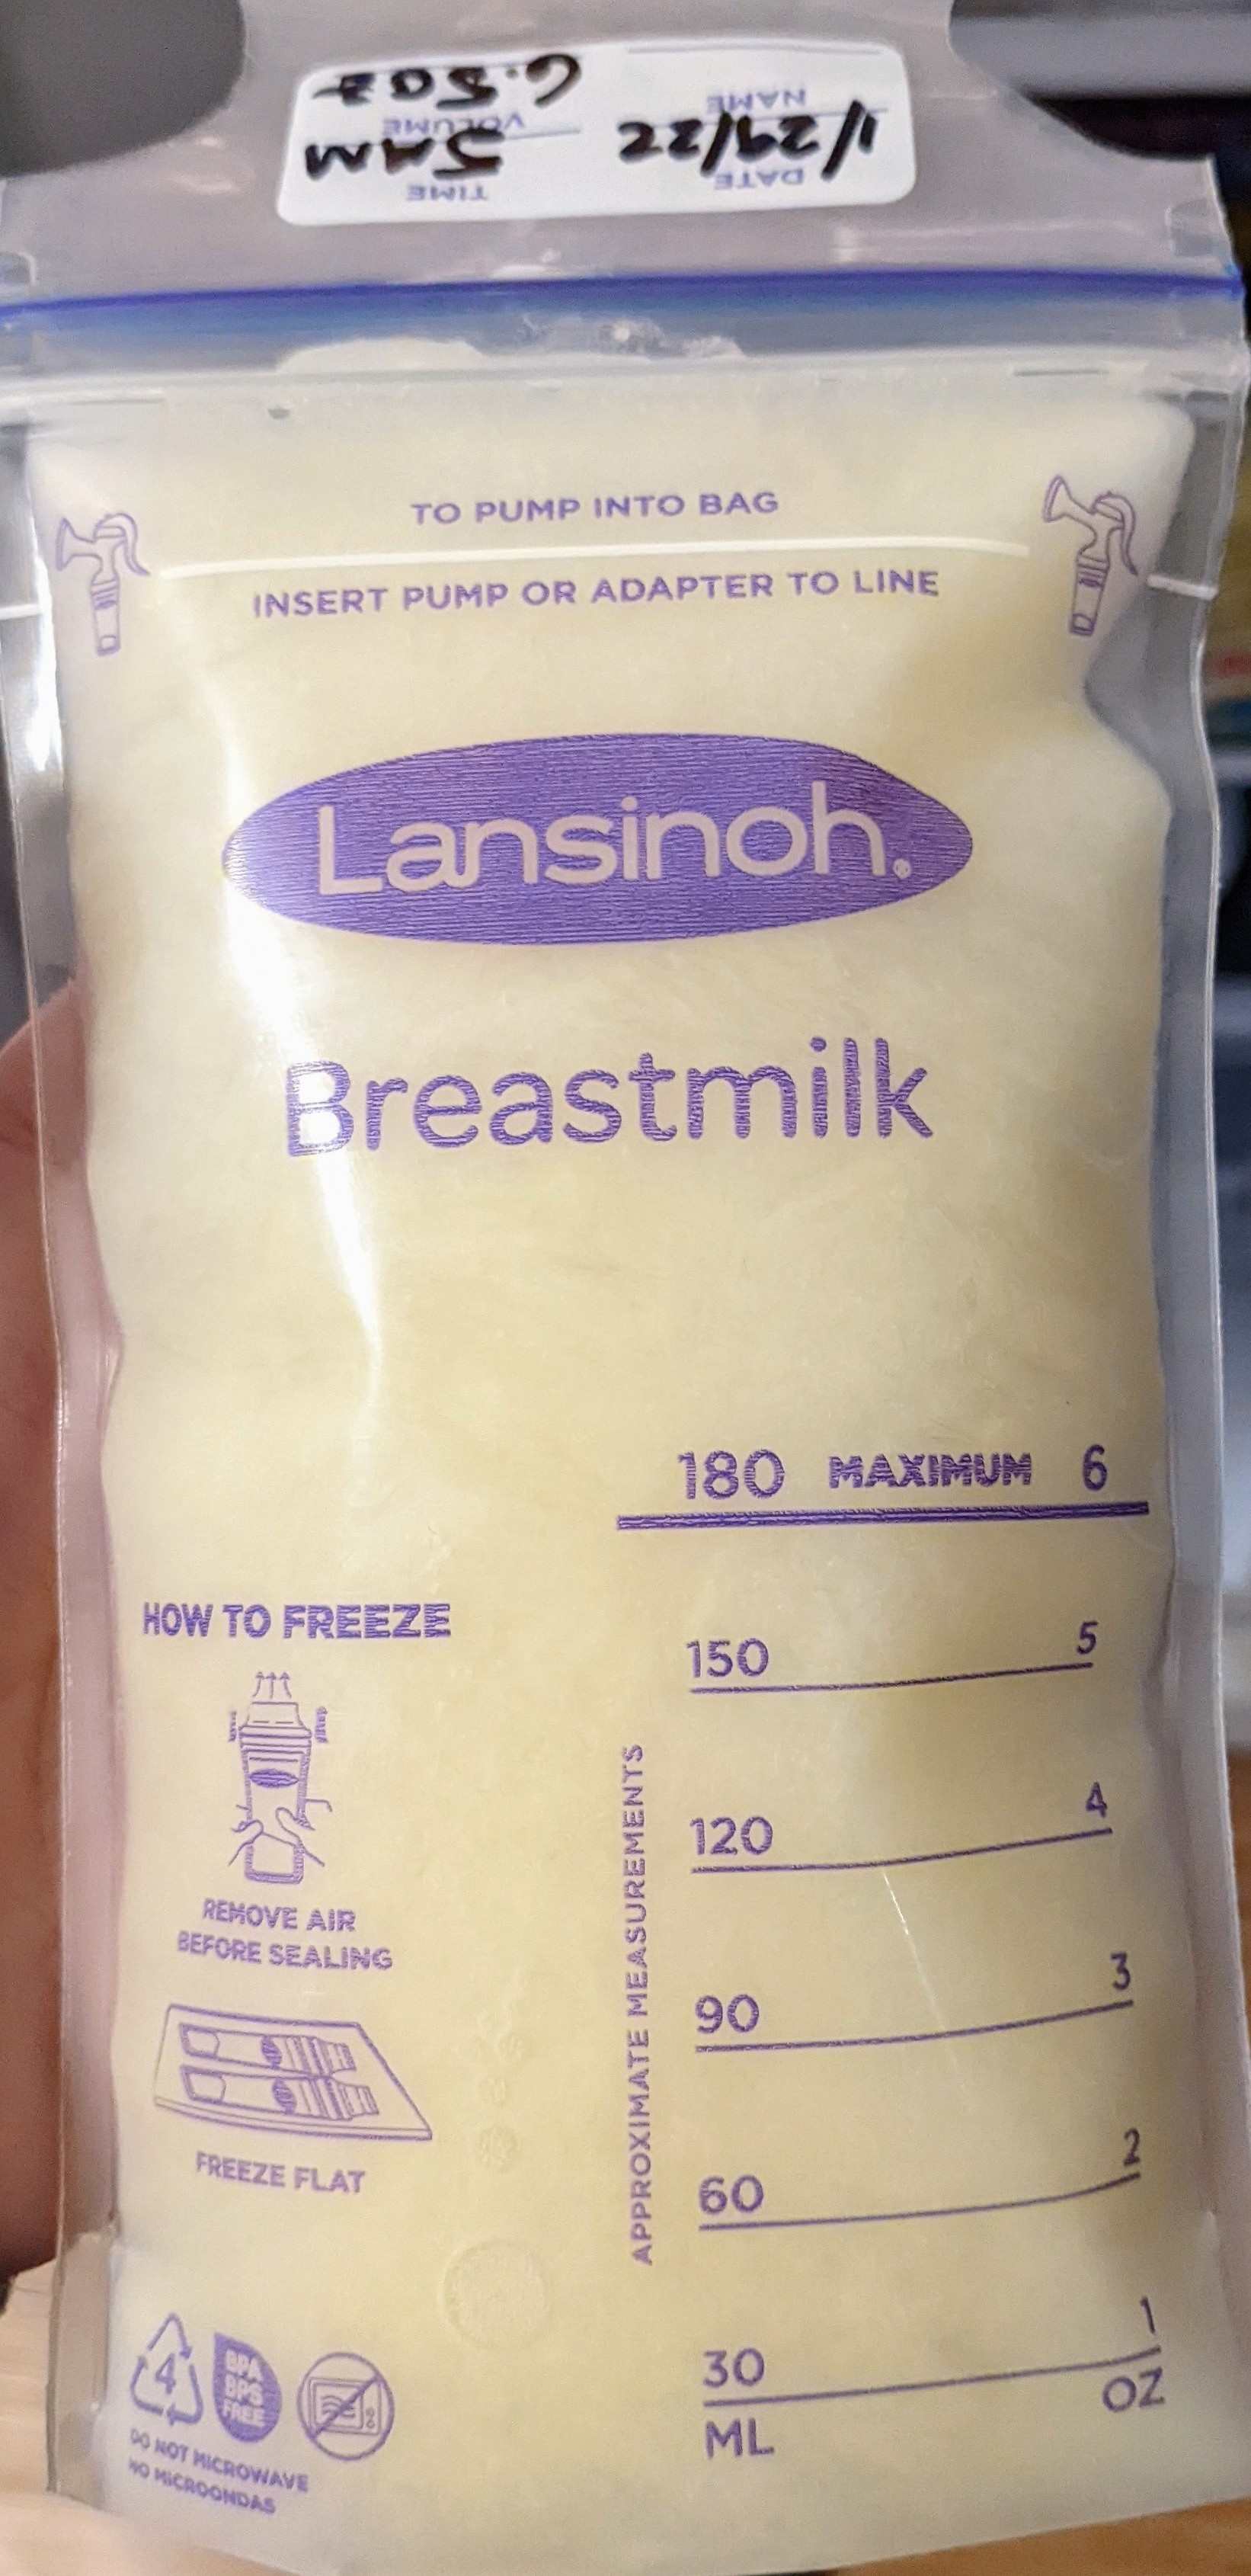 DATE 1/29/22
TIME 5AM
NAME
VOLUME 6.5oz
TO PUMP INTO BAG
INSERT PUMP OR ADAPTER TO LINE
Lansinoh®
Breastmilk
180 MAXIMUM 6
150 5
120 4
90 3
60 2
30 1
ML OZ
APPROXIMATE MEASUREMENTS
HOW TO FREEZE
REMOVE AIR
BEFORE SEALING
FREEZE FLAT
4
BPA
BPS
FREE
DO NOT MICROWAVE
NO MICROONDAS